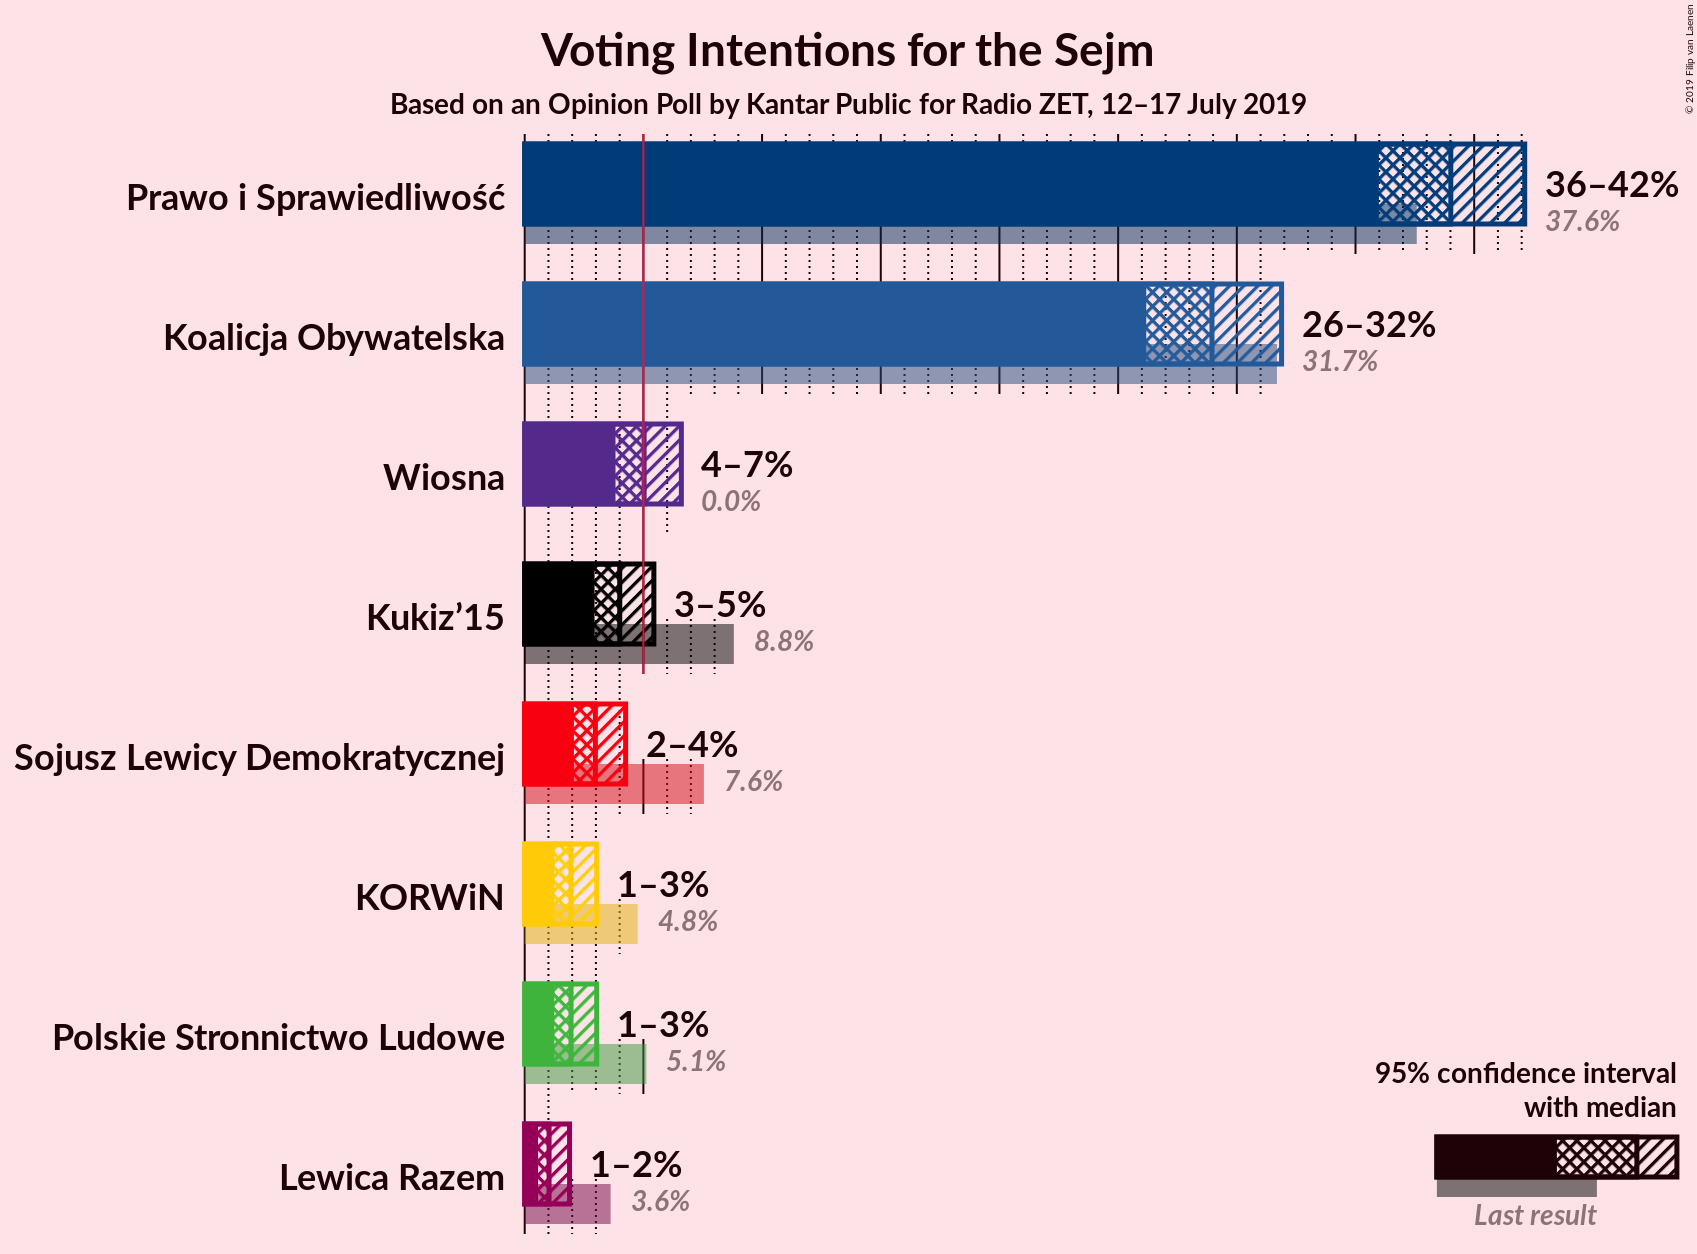 Voting Intentions for the Sejm
Based on an Opinion Poll by Kantar Public for Radio ZET, 12–17 July 2019
© 2019 Filip van Laenen
Prawo i Sprawiedliwość
36–42%
37.6%
Koalicja Obywatelska
26–32%
31.7%
Wiosna
4–7%
0.0%
Kukiz’15
3–5%
8.8%
Sojusz Lewicy Demokratycznej
2–4%
7.6%
KORWiN
1–3%
4.8%
Polskie Stronnictwo Ludowe
1–3%
5.1%
Lewica Razem
1–2%
3.6%
95% confidence interval
with median
Last result